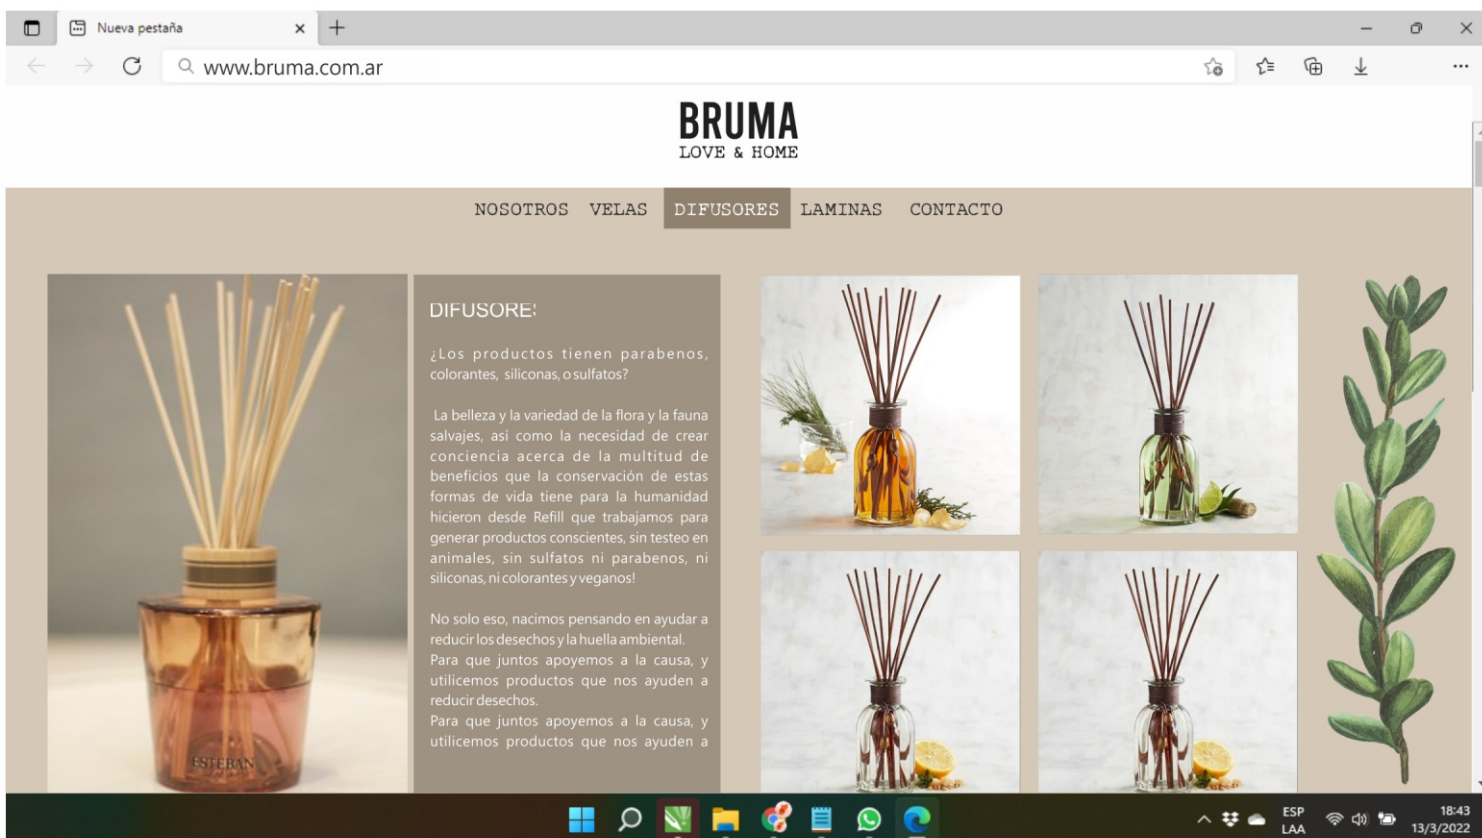 Nueva pestaña
www.bruma.com.ar
BRUMA
LOVE & HOME
NOSOTROS VELAS DIFUSORES LAMINAS CONTACTO
DIFUSORES
¿Los productos tienen parabenos,
colorantes, siliconas, o sulfatos?
La belleza y la variedad de la flora y la fauna
salvajes, así como la necesidad de crear
conciencia acerca de la multitud de
beneficios que la conservación de estas
formas de vida tiene para la humanidad
hicieron desde Refill que trabajamos para
generar productos conscientes, sin testeo en
animales, sin sulfatos ni parabenos, ni
siliconas, ni colorantes y veganos!
No solo eso, nacimos pensando en ayudar a
reducir los desechos y la huella ambiental.
Para que juntos apoyemos a la causa, y
utilicemos productos que nos ayuden a
reducir desechos.
Para que juntos apoyemos a la causa, y
utilicemos productos que nos ayuden a
ESTEBAN
ESP
LAA
18:43
13/3/2022